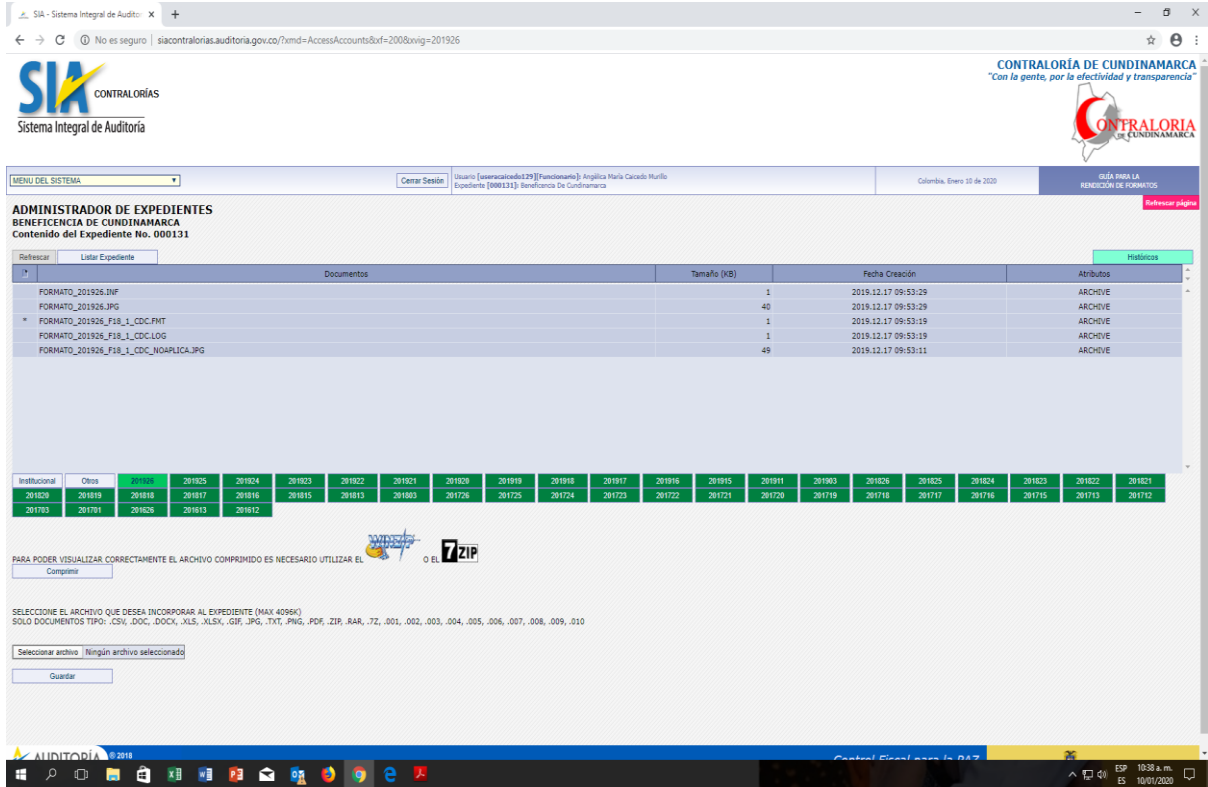 SIA - Sistema Integral de Auditor
No es seguro | siacontralorias.auditoria.gov.co/?xmd=AccessAccounts&xf=200&xvig=201926
SIA CONTRALORÍAS
Sistema Integral de Auditoría
CONTRALORÍA DE CUNDINAMARCA
"Con la gente, por la efectividad y transparencia"
CONTRALORIA
DE CUNDINAMARCA
MENU DEL SISTEMA
Cerrar Sesión
Usuario [useracaicedo129][Funcionario]: Angélica María Caicedo Murillo
Expediente [000131]: Beneficencia De Cundinamarca
Colombia, Enero 10 de 2020
GUÍA PARA LA
RENDICIÓN DE FORMATOS
Refrescar página
ADMINISTRADOR DE EXPEDIENTES
BENEFICENCIA DE CUNDINAMARCA
Contenido del Expediente No. 000131
Refrescar Listar Expediente Históricos
Documentos Tamaño (KB) Fecha Creación Atributos
FORMATO_201926.INF 1 2019.12.17 09:53:29 ARCHIVE
FORMATO_201926.JPG 40 2019.12.17 09:53:29 ARCHIVE
* FORMATO_201926_F18_1_CDC.FMT 1 2019.12.17 09:53:19 ARCHIVE
FORMATO_201926_F18_1_CDC.LOG 1 2019.12.17 09:53:19 ARCHIVE
FORMATO_201926_F18_1_CDC_NOAPLICA.JPG 49 2019.12.17 09:53:11 ARCHIVE
Institucional Otros 201926 201925 201924 201923 201922 201921 201920 201919 201918 201917 201916 201915 201911 201903 201826 201825 201824 201823 201822 201821
201820 201819 201818 201817 201816 201815 201813 201803 201726 201725 201724 201723 201722 201721 201720 201719 201718 201717 201716 201715 201713 201712
201703 201701 201626 201613 201612
PARA PODER VISUALIZAR CORRECTAMENTE EL ARCHIVO COMPRIMIDO ES NECESARIO UTILIZAR EL O EL 7ZIP
Comprimir
SELECCIONE EL ARCHIVO QUE DESEA INCORPORAR AL EXPEDIENTE (MAX 4096K)
SOLO DOCUMENTOS TIPO: .CSV, .DOC, .DOCX, .XLS, .XLSX, .GIF, .JPG, .TXT, .PNG, .PDF, .ZIP, .RAR, .7Z, .001, .002, .003, .004, .005, .006, .007, .008, .009, .010
Seleccionar archivo Ningún archivo seleccionado
Guardar
AUDITORÍA © 2018
Control Fiscal para la PAZ
ESP 10:38 a. m.
ES 10/01/2020